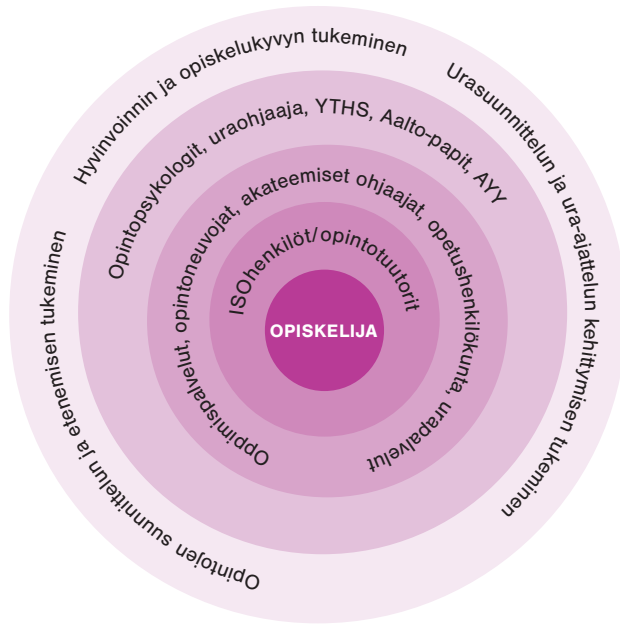 Hyvinvoinnin ja opiskelukyvyn tukeminen
Urasuunnittelun ja ura-ajattelun kehittymisen tukeminen
Opintojen suunnittelun ja etenemisen tukeminen
Opintopsykologit, uraohjaaja, YTHS, Aalto-papit, AYY
Oppimispalvelut, opintoneuvojat, akateemiset ohjaajat, opetushenkilökunta, urapalvelut
ISOhenkilöt/opintotuutorit
OPISKELIJA